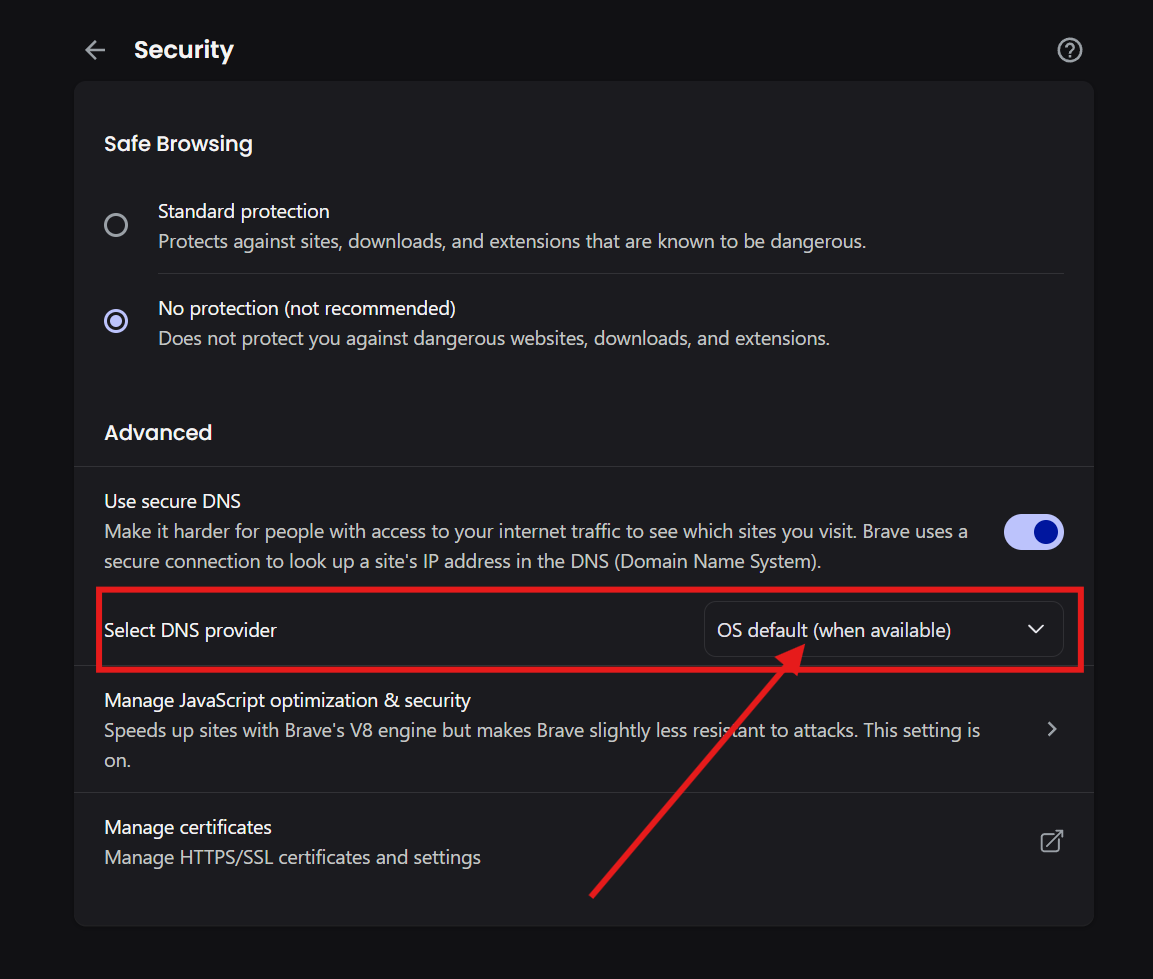 Security
Safe Browsing
Standard protection
Protects against sites, downloads, and extensions that are known to be dangerous.
No protection (not recommended)
Does not protect you against dangerous websites, downloads, and extensions.
Advanced
Use secure DNS
Make it harder for people with access to your internet traffic to see which sites you visit. Brave uses a
secure connection to look up a site's IP address in the DNS (Domain Name System).
Select DNS provider
OS default (when available)
Manage JavaScript optimization & security
Speeds up sites with Brave's V8 engine but makes Brave slightly less resistant to attacks. This setting is
on.
Manage certificates
Manage HTTPS/SSL certificates and settings